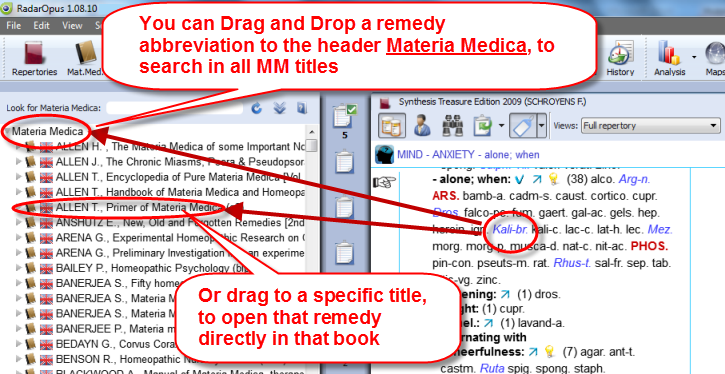 RadarOpus 1.08.10
File Edit View
You can Drag and Drop a remedy
abbreviation to the header Materia Medica, to
search in all MM titles
Repertories Mat.Med
History Analysis Maps
Look for Materia Medica:
Materia Medica
ALLEN H. , The Materia Medica of some Important No
ALLEN J., The Chronic Miasms, Psora & Pseudopsor
ALLEN T., Encyclopedia of Pure Materia Medica [Vol
ALLEN T., Handbook of Materia Medica and Homeopa
ALLEN T., Primer of Materia Medica
ANSHUTZ E., New, Old and Forgotten Remedies [2nd
ARENA G., Experimental Homeopathic Research on
ARENA G., Preliminary Investigation an experim
BAILEY P., Homeopathic Psychology
BANERJEA S., Fifty home
BANERJEA S., Materia M
BANERJEA S., Materia M
BANERJEE P., Materia m
BEDAYN G., Corvus Cora
BENSON R., Homeopathic Nu
BLACKWOOD A., Manual of Materia Medica, therape
5
Synthesis Treasure Edition 2009 (SCHROYENS F.)
Views: Full repertory
MIND - ANXIETY - alone; when
- alone; when: (38) alco. Arg-n.
ARS. bamb-a. cadm-s. caust. cortico. cupr.
Dros. falco-pe. fum. gaert. gal-ac. gels. hep.
heroin. ign. Kali-br. kali-c. lac-c. lat-h. lec. Mez.
morg. morg-p. musca-d. nat-c. nit-ac. PHOS.
pin-con. pseuts-m. rat. Rhus-t. sal-fr. sep. tab.
vg. zinc.
ening: (1) dros.
ght: (1) cupr.
uel.: (1) lavand-a.
rnating with
eerfulness: (7) agar. ant-t.
castm. Ruta spig. spong. staph.
Or drag to a specific title,
to open that remedy
directly in that book